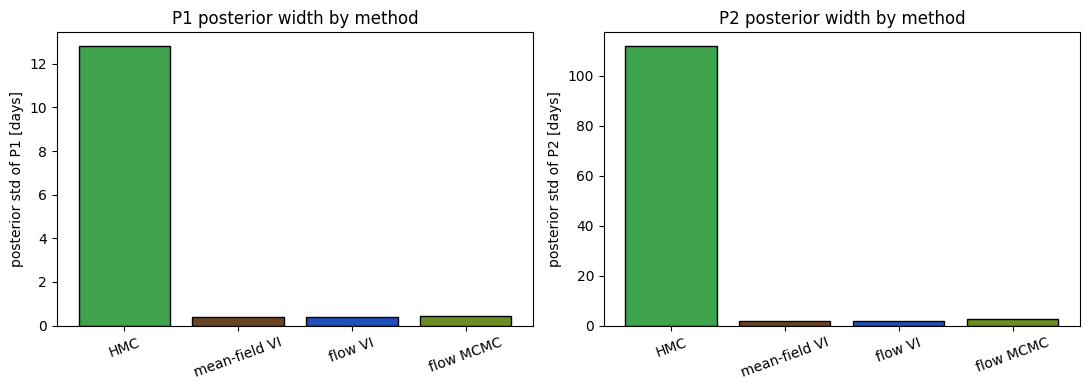 P1 posterior width by method
posterior std of P1 [days]
12
10
8
6
4
2
0
HMC
mean-field VI
flow VI
flow MCMC
P2 posterior width by method
posterior std of P2 [days]
100
80
60
40
20
0
HMC
mean-field VI
flow VI
flow MCMC